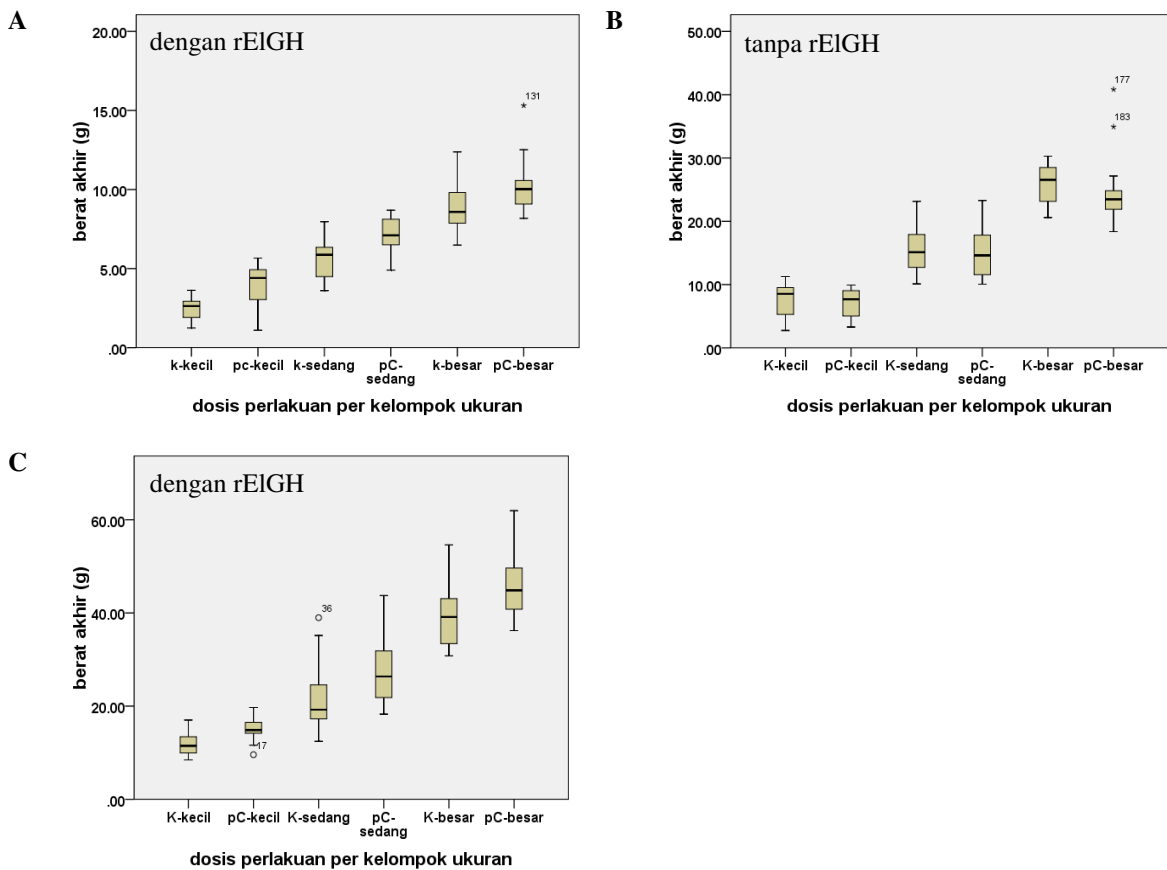 A
dengan rElGH
20.00
15.00
10.00
5.00
.00
berat akhir (g)
131
k-kecil pc-kecil k-sedang pC-sedang k-besar pC-besar
dosis perlakuan per kelompok ukuran
B
tanpa rElGH
50.00
40.00
30.00
20.00
10.00
.00
berat akhir (g)
177
183
K-kecil pC-kecil K-sedang pC-sedang K-besar pC-besar
dosis perlakuan per kelompok ukuran
C
dengan rElGH
60.00
40.00
20.00
.00
berat akhir (g)
36
17
K-kecil pC-kecil K-sedang pC-sedang K-besar pC-besar
dosis perlakuan per kelompok ukuran